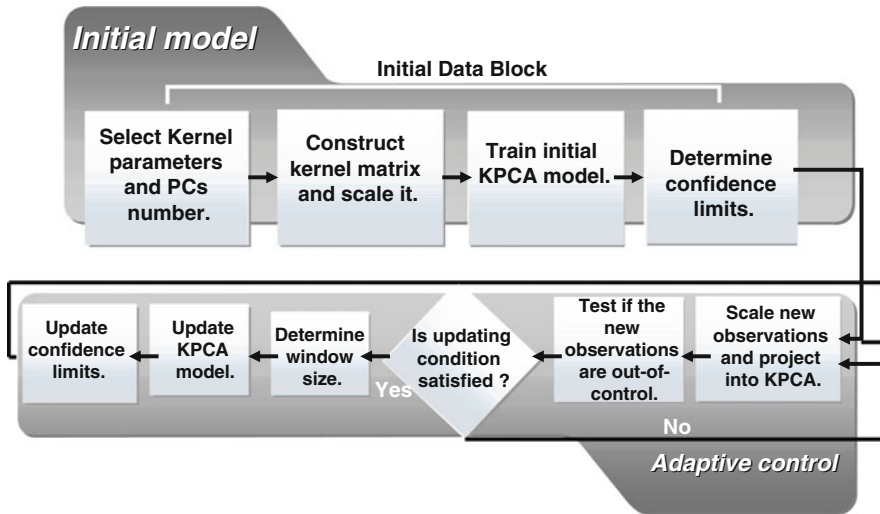 Initial model
Initial Data Block
Select Kernel
parameters
and PCs
number.
Construct
kernel matrix
and scale it.
Train initial
KPCA model.
Determine
confidence
limits.
Update
confidence
limits.
Update
KPCA
model.
Determine
window
size.
Is updating
condition
satisfied ?
Yes
Test if the
new
observations
are out-of-
control.
Scale new
observations
and project
into KPCA.
No
Adaptive control